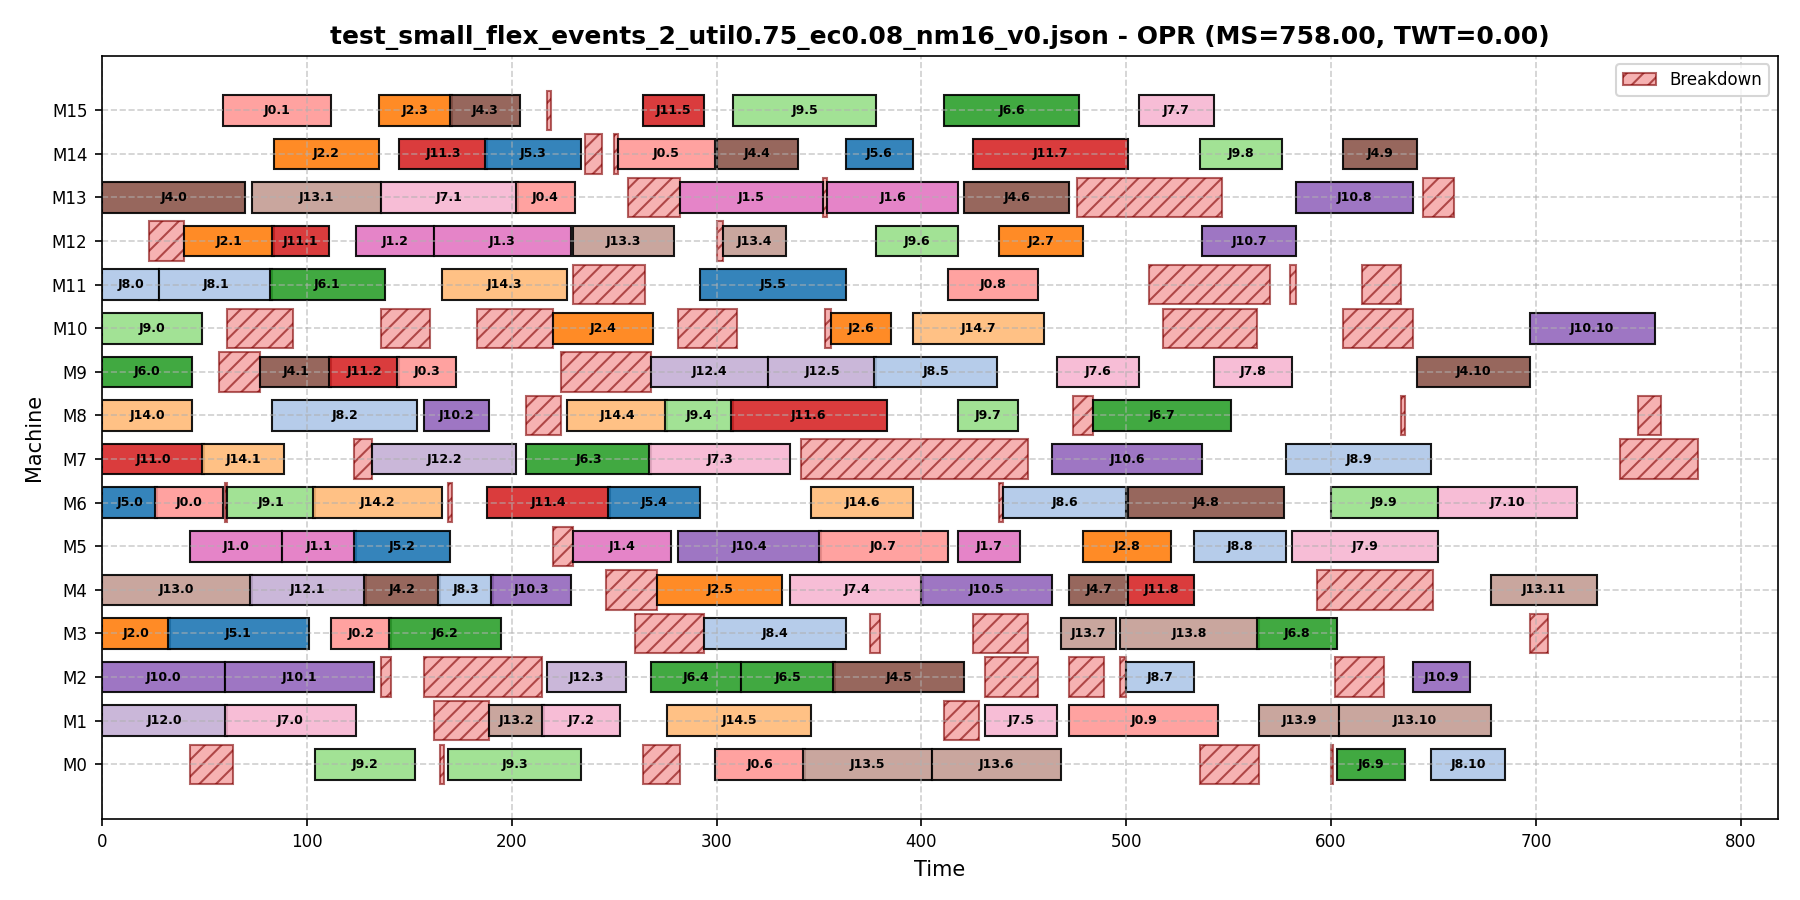 test_small_flex_events_2_util0.75_ec0.08_nm16_v0.json - OPR (MS=758.00, TWT=0.00)
Breakdown
Machine
M15 J0.1 J2.3 J4.3 J11.5 J9.5 J6.6 J7.7
M14 J2.2 J11.3 J5.3 J0.5 J4.4 J5.6 J11.7 J9.8 J4.9
M13 J4.0 J13.1 J7.1 J0.4 J1.5 J1.6 J4.6 J10.8
M12 J2.1 J11.1 J1.2 J1.3 J13.3 J13.4 J9.6 J2.7 J10.7
M11 J8.0 J8.1 J6.1 J14.3 J5.5 J0.8
M10 J9.0 J2.4 J2.6 J14.7 J10.10
M9 J6.0 J4.1 J11.2 J0.3 J12.4 J12.5 J8.5 J7.6 J7.8 J4.10
M8 J14.0 J8.2 J10.2 J14.4 J9.4 J11.6 J9.7 J6.7
M7 J11.0 J14.1 J12.2 J6.3 J7.3 J10.6 J8.9
M6 J5.0 J0.0 J9.1 J14.2 J11.4 J5.4 J14.6 J8.6 J4.8 J9.9 J7.10
M5 J1.0 J1.1 J5.2 J1.4 J10.4 J0.7 J1.7 J2.8 J8.8 J7.9
M4 J13.0 J12.1 J4.2 J8.3 J10.3 J2.5 J7.4 J10.5 J4.7 J11.8 J13.11
M3 J2.0 J5.1 J0.2 J6.2 J8.4 J13.7 J13.8 J6.8
M2 J10.0 J10.1 J12.3 J6.4 J6.5 J4.5 J8.7 J10.9
M1 J12.0 J7.0 J13.2 J7.2 J14.5 J7.5 J0.9 J13.9 J13.10
M0 J9.2 J9.3 J0.6 J13.5 J13.6 J6.9 J8.10
0 100 200 300 400 500 600 700 800
Time